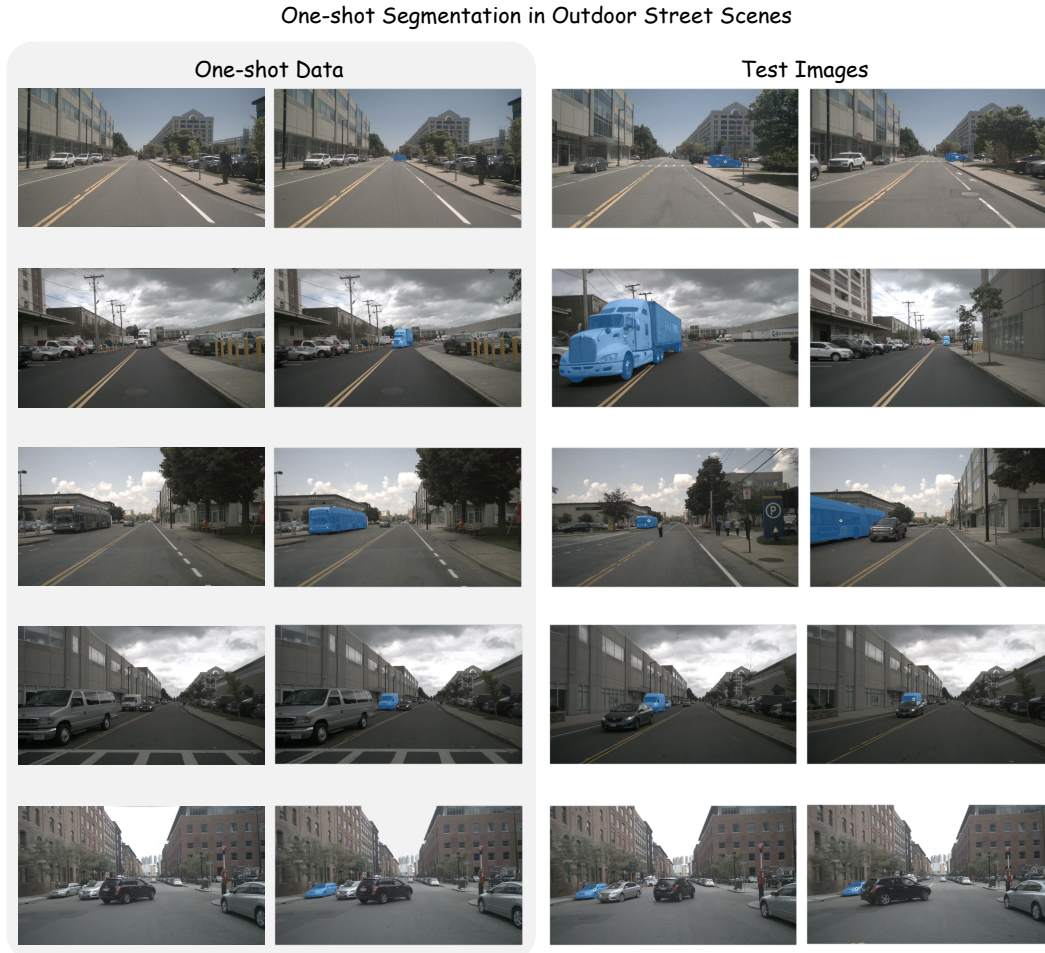 One-shot Segmentation in Outdoor Street Scenes
One-shot Data
Test Images
P